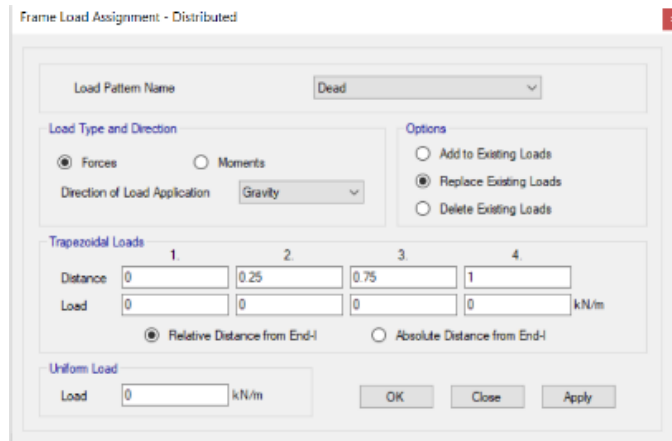 Frame Load Assignment - Distributed
Load Pattern Name Dead
Load Type and Direction
Forces Moments
Direction of Load Application Gravity
Options
Add to Existing Loads
Replace Existing Loads
Delete Existing Loads
Trapezoidal Loads
1. 2. 3. 4.
Distance 0 0.25 0.75 1
Load 0 0 0 0 kN/m
Relative Distance from End-I Absolute Distance from End-I
Uniform Load
Load 0 kN/m
OK Close Apply